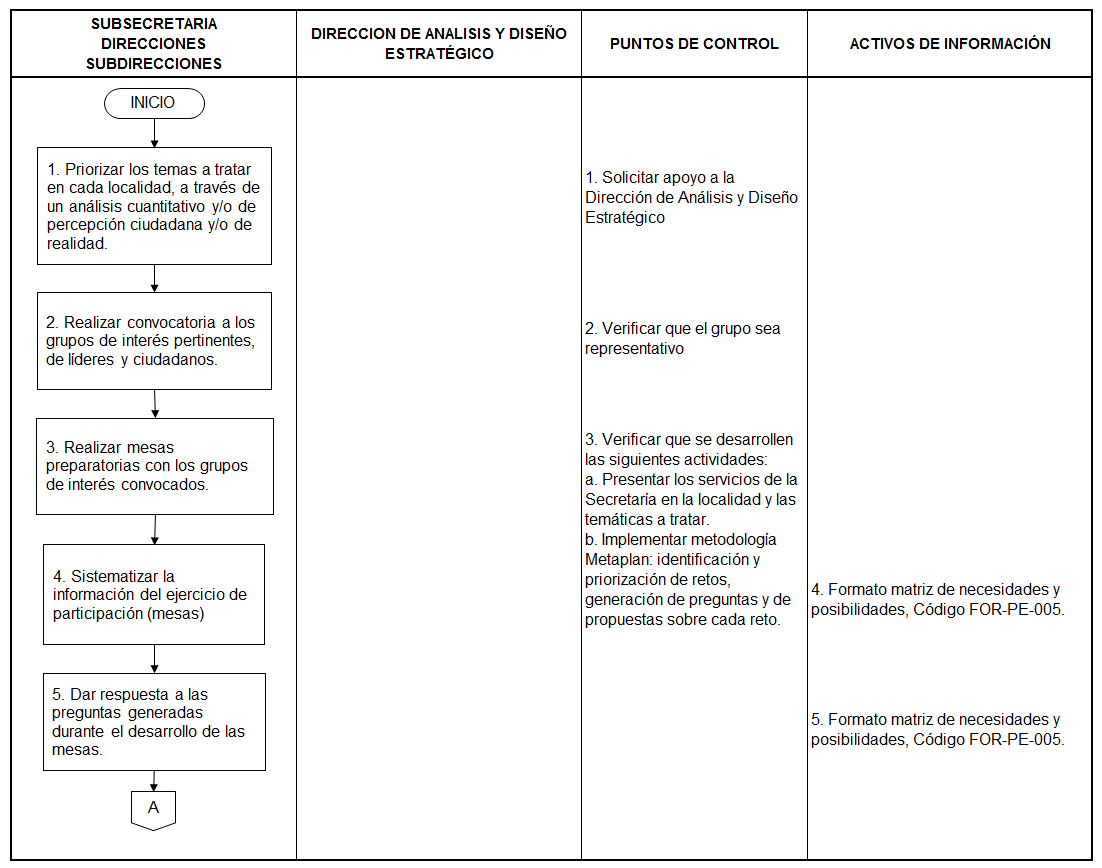 SUBSECRETARIA
DIRECCIONES
SUBDIRECCIONES
DIRECCION DE ANALISIS Y DISEÑO
ESTRATÉGICO
PUNTOS DE CONTROL
ACTIVOS DE INFORMACIÓN
INICIO
1. Priorizar los temas a tratar
en cada localidad, a través de
un análisis cuantitativo y/o de
percepción ciudadana y/o de
realidad.
1. Solicitar apoyo a la
Dirección de Análisis y Diseño
Estratégico
2. Realizar convocatoria a los
grupos de interés pertinentes,
de líderes y ciudadanos.
2. Verificar que el grupo sea
representativo
3. Realizar mesas
preparatorias con los grupos
de interés convocados.
3. Verificar que se desarrollen
las siguientes actividades:
a. Presentar los servicios de la
Secretaría en la localidad y las
temáticas a tratar.
b. Implementar metodología
Metaplan: identificación y
priorización de retos,
generación de preguntas y de
propuestas sobre cada reto.
4. Sistematizar la
información del ejercicio de
participación (mesas)
4. Formato matriz de necesidades y
posibilidades, Código FOR-PE-005.
5. Dar respuesta a las
preguntas generadas
durante el desarrollo de las
mesas.
5. Formato matriz de necesidades y
posibilidades, Código FOR-PE-005.
A